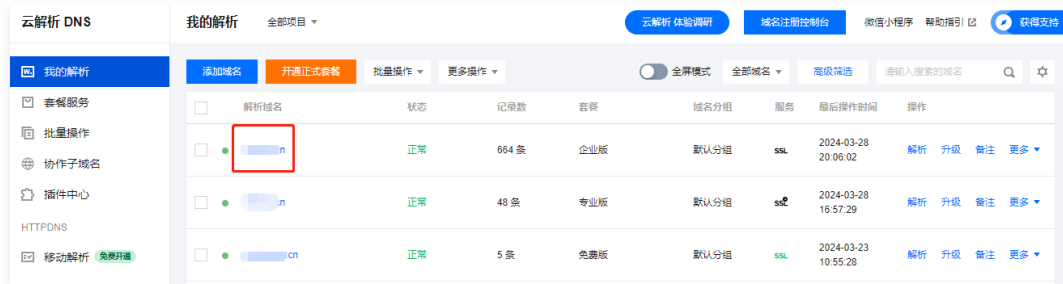 云解析 DNS
我的解析 全部项目 云解析 体验调研 域名注册控制台 微信小程序 帮助指引 获得支持
我的解析
添加域名 开通正式套餐 批量操作 更多操作 全屏模式 全部域名 高级筛选 请输入搜索的域名
套餐服务
解析域名 状态 记录数 套餐 域名分组 服务 最后操作时间 操作
批量操作
n 正常 664 条 企业版 默认分组 SSL 2024-03-28 解析 升级 备注 更多
20:06:02
协作子域名
插件中心
.cn 正常 48 条 专业版 默认分组 SSL 2024-03-28 解析 升级 备注 更多
16:57:29
HTTPDNS
移动解析 免费开通
cn 正常 5 条 免费版 默认分组 SSL 2024-03-23 解析 升级 备注 更多
10:55:28